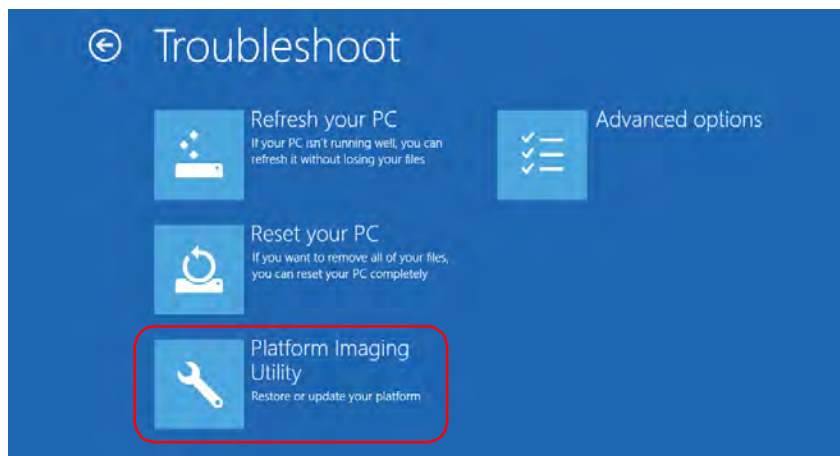 Troubleshoot
Refresh your PC
If your PC isn't running well, you can
refresh it without losing your files
Advanced options
Reset your PC
If you want to remove all of your files,
you can reset your PC completely
Platform Imaging
Utility
Restore or update your platform